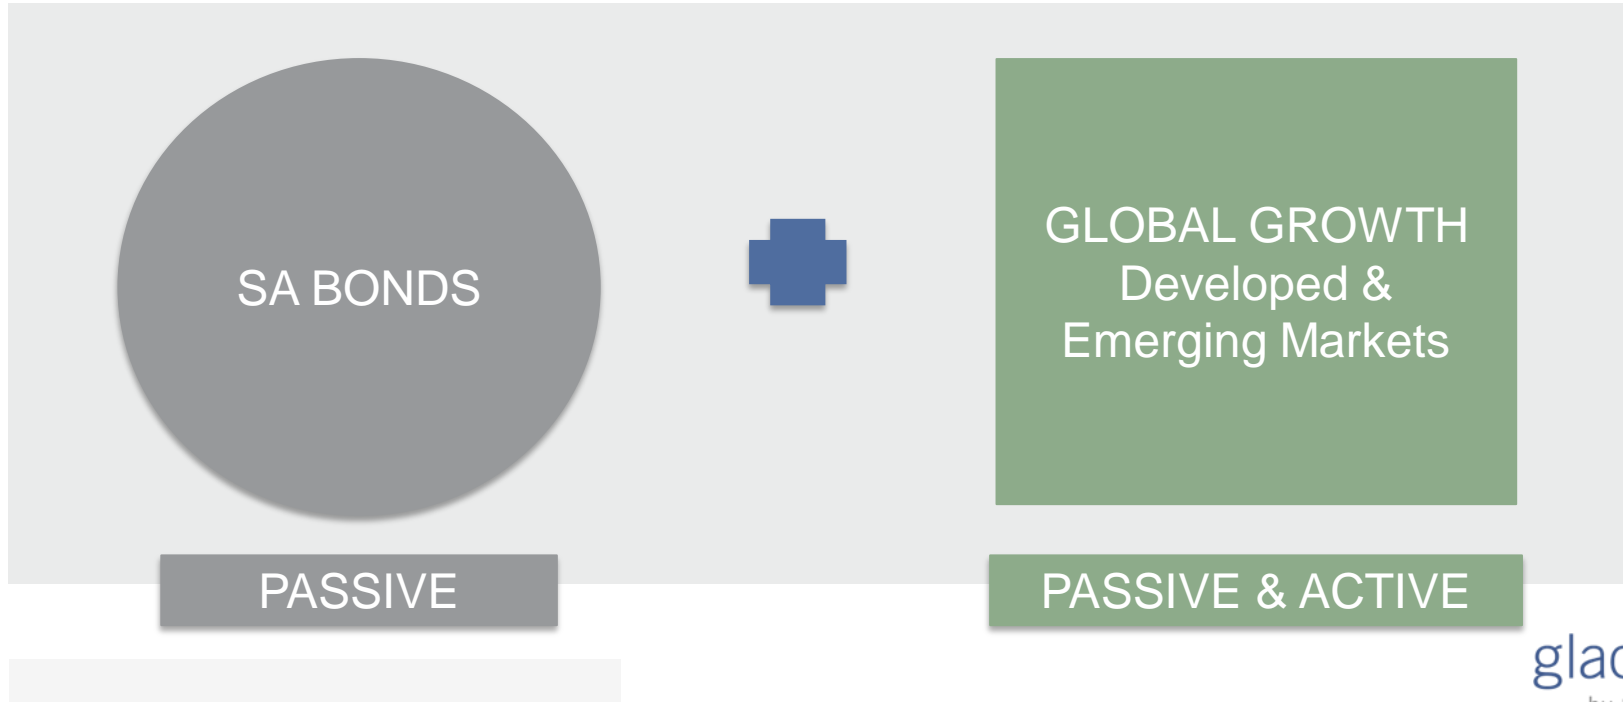 SA BONDS
GLOBAL GROWTH
Developed &
Emerging Markets
PASSIVE
PASSIVE & ACTIVE